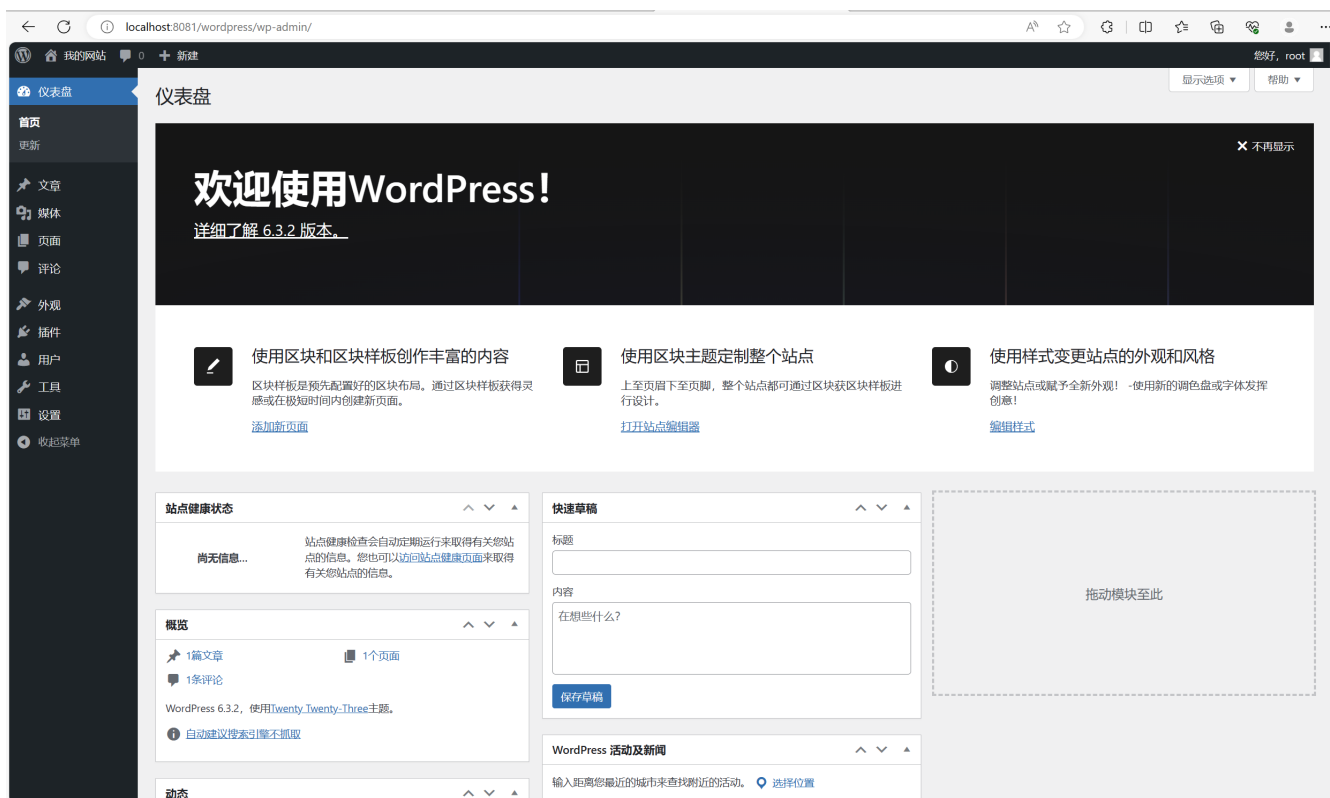 localhost:8081/wordpress/wp-admin/
我的网站 0 新建
您好，root
仪表盘
首页
更新
文章
媒体
页面
评论
外观
插件
用户
工具
设置
收起菜单
仪表盘
显示选项 ▼
帮助 ▼
不再显示
欢迎使用WordPress！
详细了解 6.3.2 版本。
使用区块和区块样板创作丰富的内容
区块样板是预先配置好的区块布局。通过区块样板获得灵
感或在极短时间内创建新页面。
添加新页面
使用区块主题定制整个站点
上至页眉下至页脚，整个站点都可通过区块获区块样板进
行设计。
打开站点编辑器
使用样式变更站点的外观和风格
调整站点或赋予全新外观！ -使用新的调色盘或字体发挥
创意！
编辑样式
站点健康状态
尚无信息...
站点健康检查会自动定期运行来取得有关您站
点的信息。您也可以访问站点健康页面来取得
有关您站点的信息。
概览
1篇文章
1个页面
1条评论
WordPress 6.3.2，使用Twenty Twenty-Three主题。
自动建议搜索引擎不抓取
动态
快速草稿
标题
内容
在想些什么？
保存草稿
WordPress 活动及新闻
输入距离您最近的城市来查找附近的活动。 选择位置
拖动模块至此